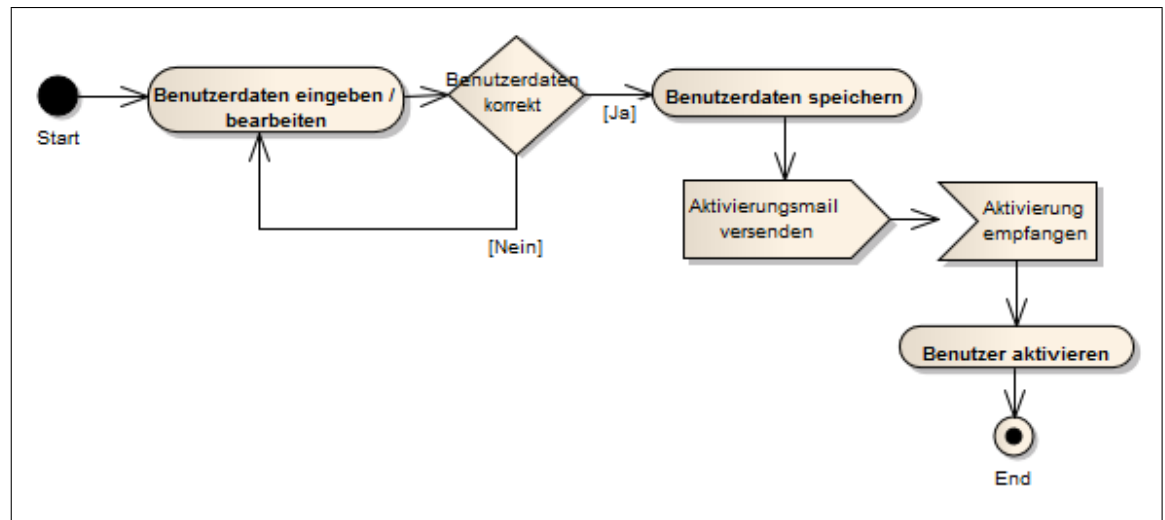 Start
Benutzerdaten eingeben /
bearbeiten
Benutzerdaten
korrekt
[Ja]
[Nein]
Benutzerdaten speichern
Aktivierungsmail
versenden
Aktivierung
empfangen
Benutzer aktivieren
End